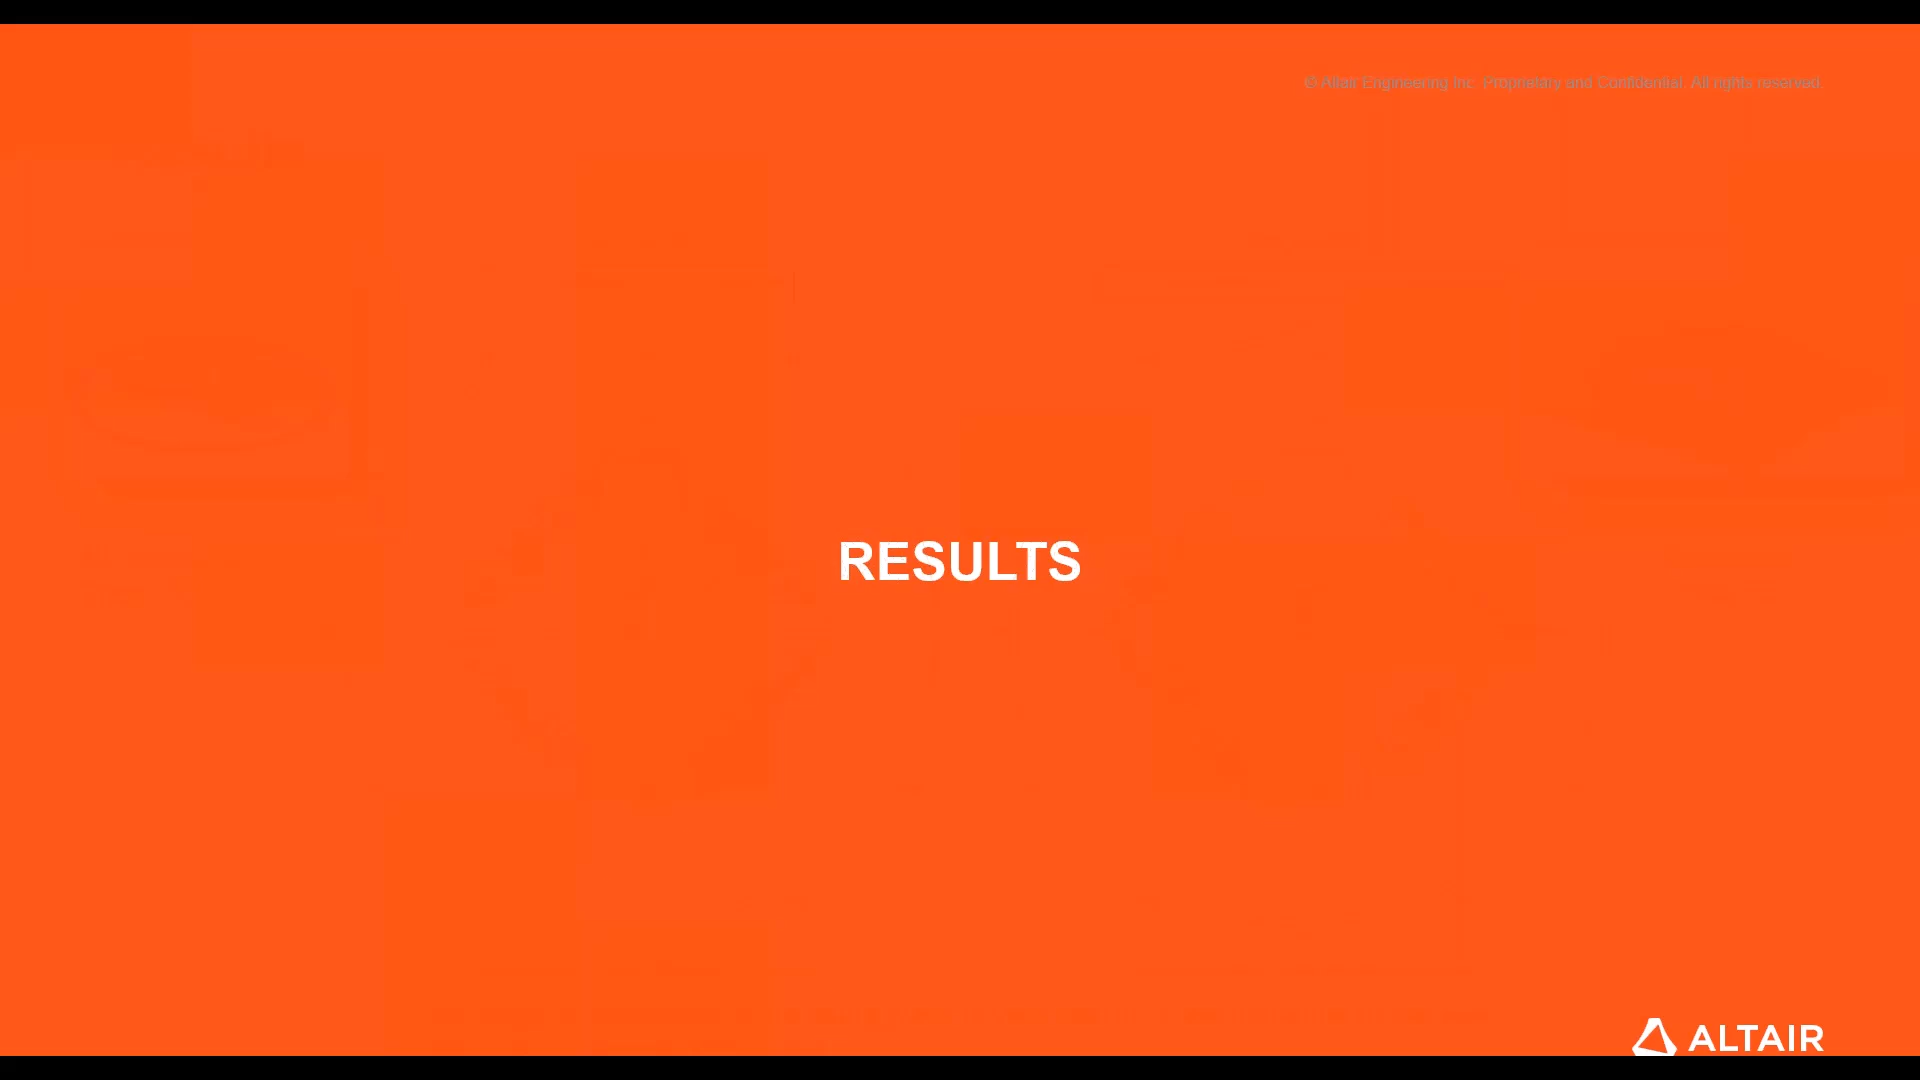 © Altair Engineering Inc. Proprietary and Confidential. All rights reserved.
RESULTS
ALTAIR